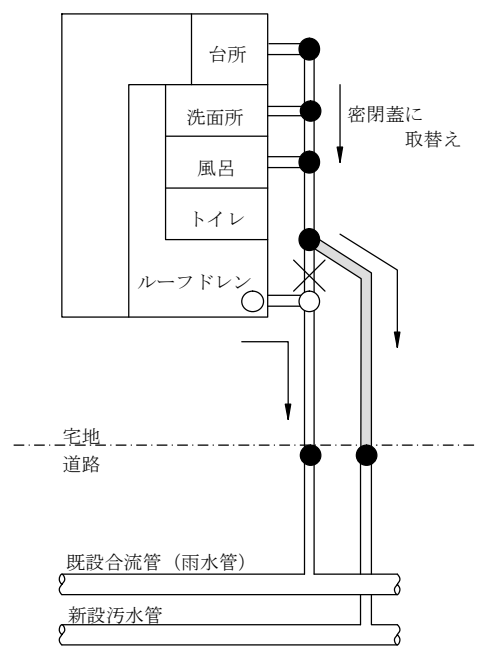 台所
洗面所
風呂
トイレ
ルーフドレン
密閉蓋に
取替え
宅地
道路
既設合流管（雨水管）
新設汚水管